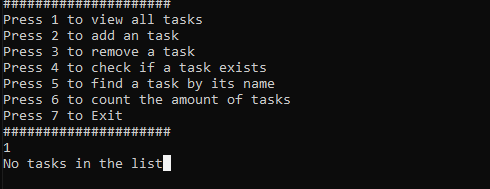 #####################
Press 1 to view all tasks
Press 2 to add an task
Press 3 to remove a task
Press 4 to check if a task exists
Press 5 to find a task by its name
Press 6 to count the amount of tasks
Press 7 to Exit
#####################
1
No tasks in the list